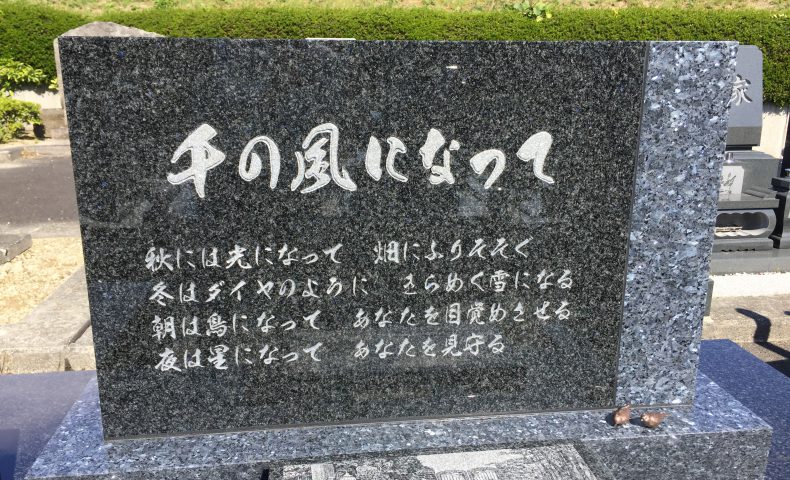 千の風になって
秋には光になって　畑にふりそそぐ
冬はダイヤのように　きらめく雪になる
朝は鳥になって　あなたを目覚めさせる
夜は星になって　あなたを見守る
家